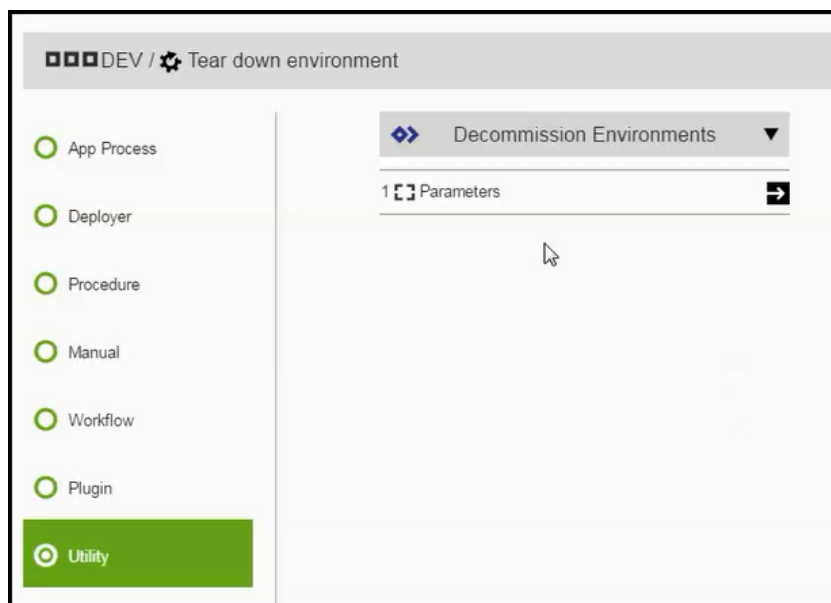 DEV / Tear down environment
App Process
Deployer
Procedure
Manual
Workflow
Plugin
Utility
Decommission Environments
1 Parameters